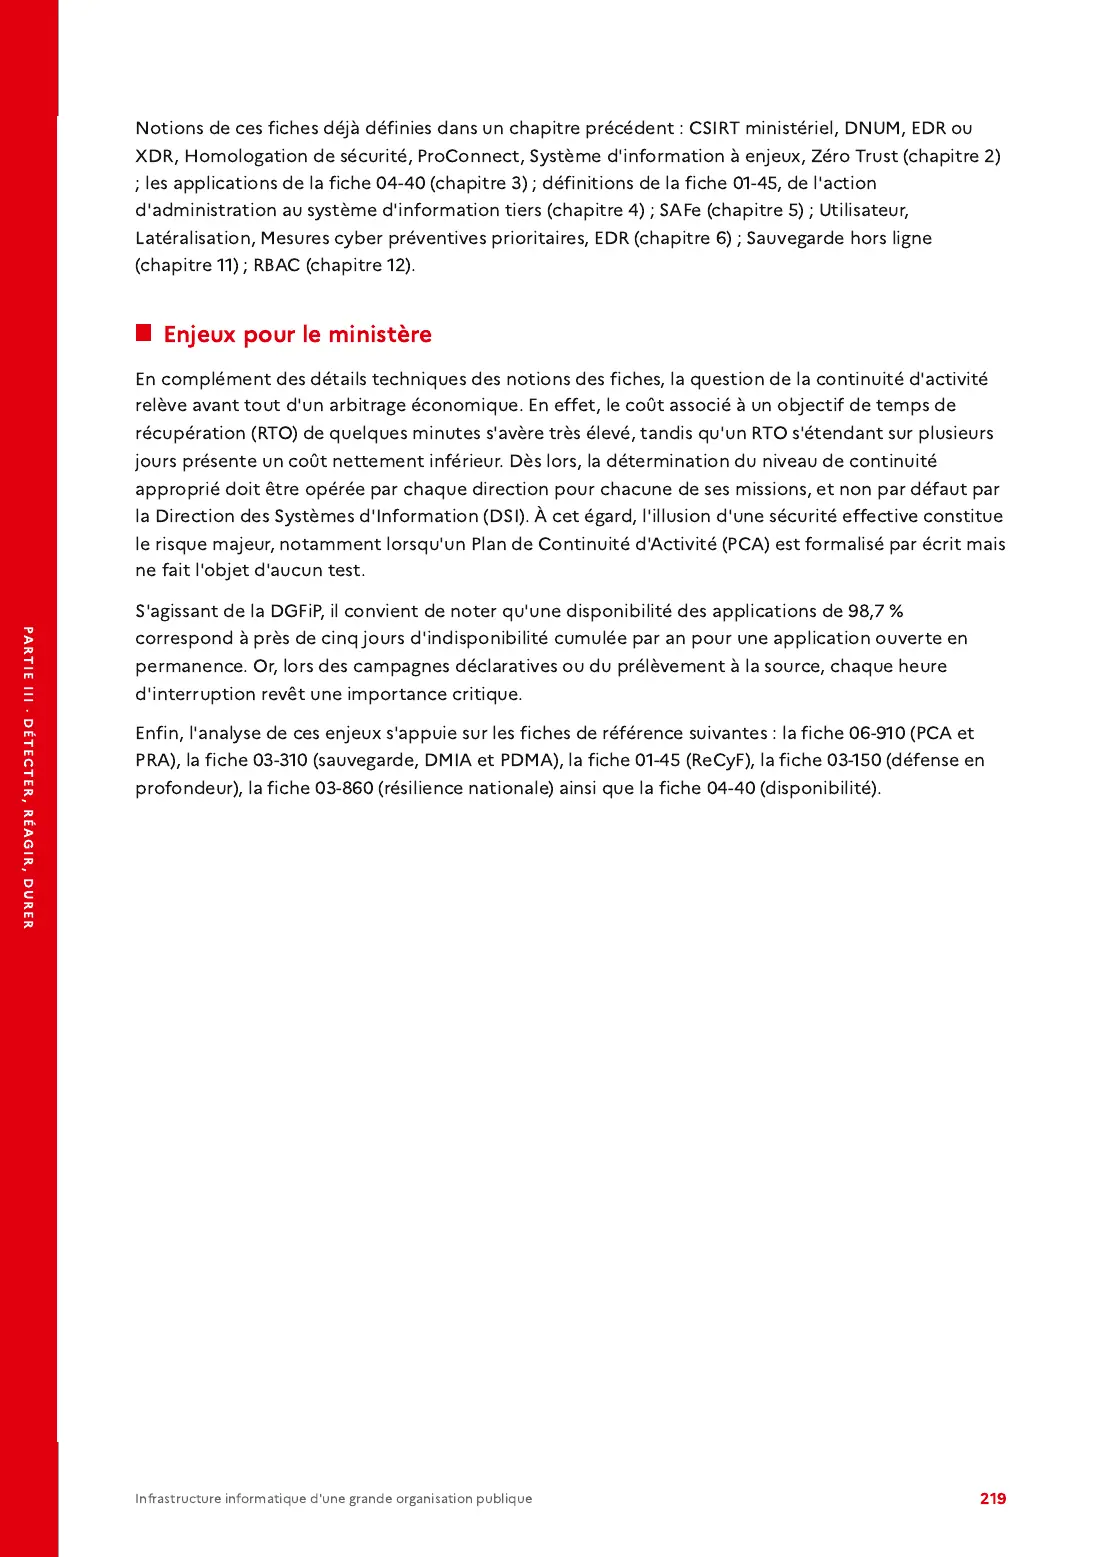 Notions de ces fiches déjà définies dans un chapitre précédent : CSIRT ministériel, DNUM, EDR ou
XDR, Homologation de sécurité, ProConnect, Système d'information à enjeux, Zéro Trust (chapitre 2)
; les applications de la fiche 04-40 (chapitre 3) ; définitions de la fiche 01-45, de l'action
d'administration au système d'information tiers (chapitre 4) ; SAFe (chapitre 5) ; Utilisateur,
Latéralisation, Mesures cyber préventives prioritaires, EDR (chapitre 6) ; Sauvegarde hors ligne
(chapitre 11) ; RBAC (chapitre 12).
Enjeux pour le ministère
En complément des détails techniques des notions des fiches, la question de la continuité d'activité
relève avant tout d'un arbitrage économique. En effet, le coût associé à un objectif de temps de
récupération (RTO) de quelques minutes s'avère très élevé, tandis qu'un RTO s'étendant sur plusieurs
jours présente un coût nettement inférieur. Dès lors, la détermination du niveau de continuité
approprié doit être opérée par chaque direction pour chacune de ses missions, et non par défaut par
la Direction des Systèmes d'Information (DSI). À cet égard, l'illusion d'une sécurité effective constitue
le risque majeur, notamment lorsqu'un Plan de Continuité d'Activité (PCA) est formalisé par écrit mais
ne fait l'objet d'aucun test.
S'agissant de la DGFiP, il convient de noter qu'une disponibilité des applications de 98,7 %
correspond à près de cinq jours d'indisponibilité cumulée par an pour une application ouverte en
permanence. Or, lors des campagnes déclaratives ou du prélèvement à la source, chaque heure
d'interruption revêt une importance critique.
Enfin, l'analyse de ces enjeux s'appuie sur les fiches de référence suivantes : la fiche 06-910 (PCA et
PRA), la fiche 03-310 (sauvegarde, DMIA et PDMA), la fiche 01-45 (ReCyF), la fiche 03-150 (défense en
profondeur), la fiche 03-860 (résilience nationale) ainsi que la fiche 04-40 (disponibilité).
PARTIE III · DÉTECTER, RÉAGIR, DURER
Infrastructure informatique d'une grande organisation publique
219